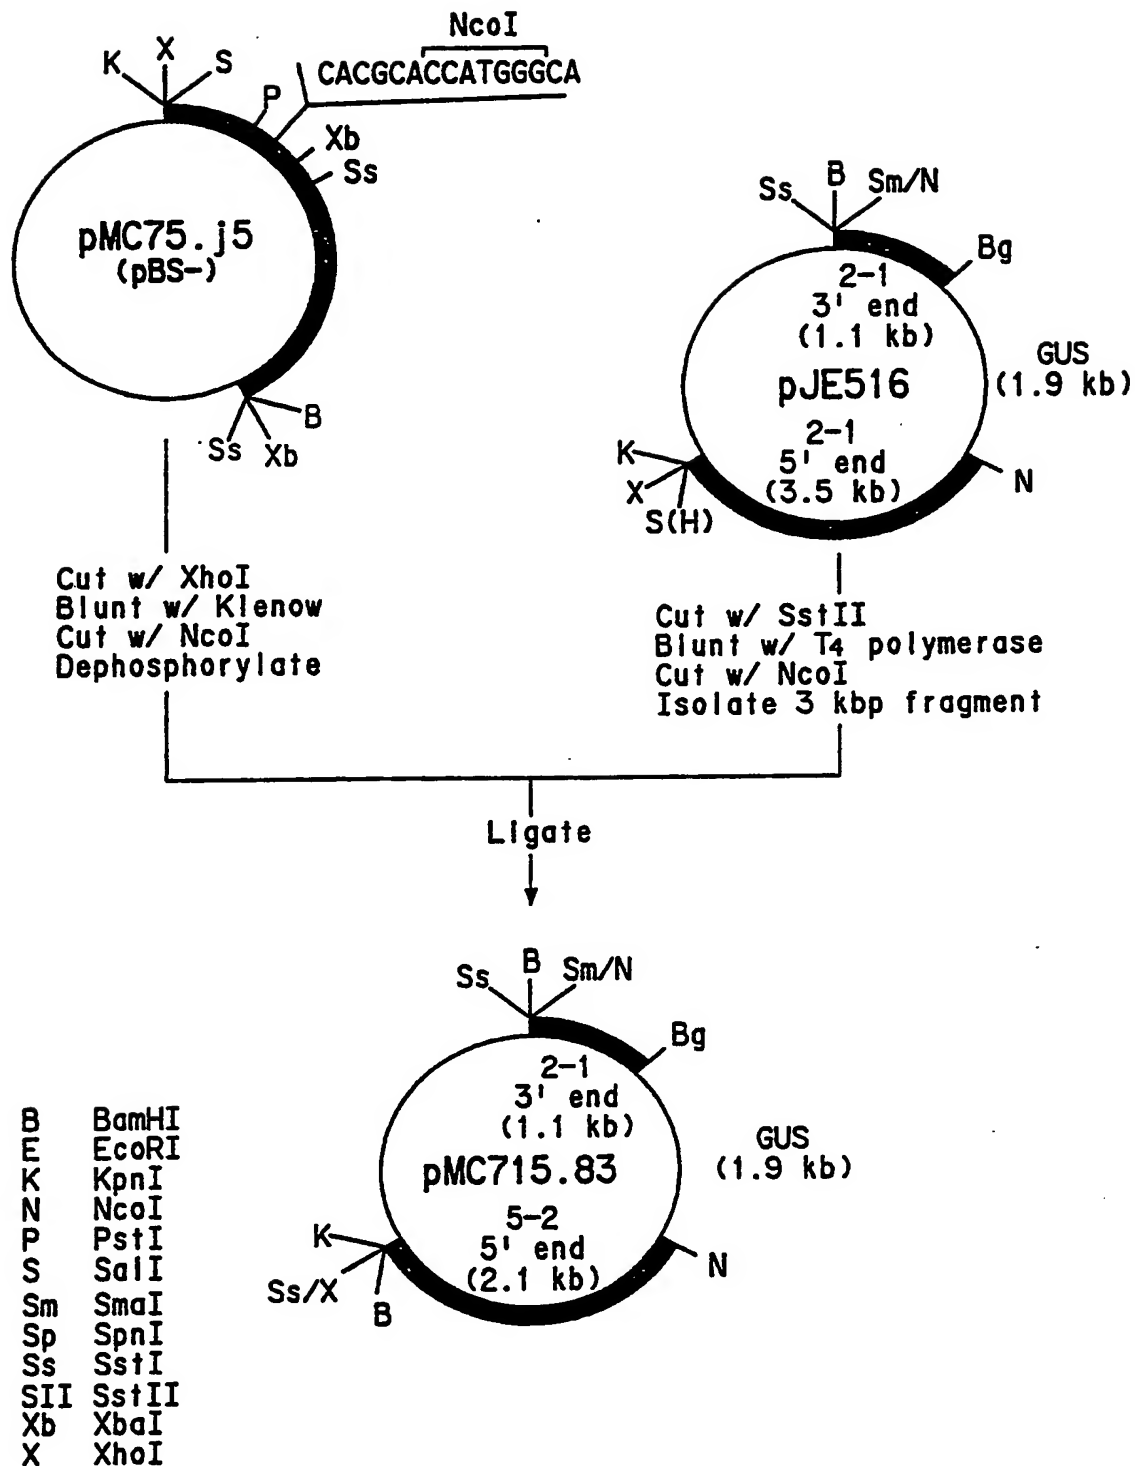 NcoI
CACGCACCATGGGCA
K
X
S
P
Xb
Ss
pMC75.j5
(pBS-)
B
Ss
Xb
Ss
B
Sm/N
Bg
2-1
3' end
(1.1 kb)
pJE516
GUS
(1.9 kb)
2-1
5' end
(3.5 kb)
K
X
S(H)
N
Cut w/ XhoI
Blunt w/ Klenow
Cut w/ NcoI
Dephosphorylate
Cut w/ SstII
Blunt w/ T4 polymerase
Cut w/ NcoI
Isolate 3 kbp fragment
Ligate
Ss
B
Sm/N
Bg
2-1
3' end
(1.1 kb)
pMC715.83
GUS
(1.9 kb)
5-2
5' end
(2.1 kb)
K
Ss/X
B
N
B BamHI
E EcoRI
K KpnI
N NcoI
P PstI
S SalI
Sm SmaI
Sp SpnI
Ss SstI
SII SstII
Xb XbaI
X XhoI